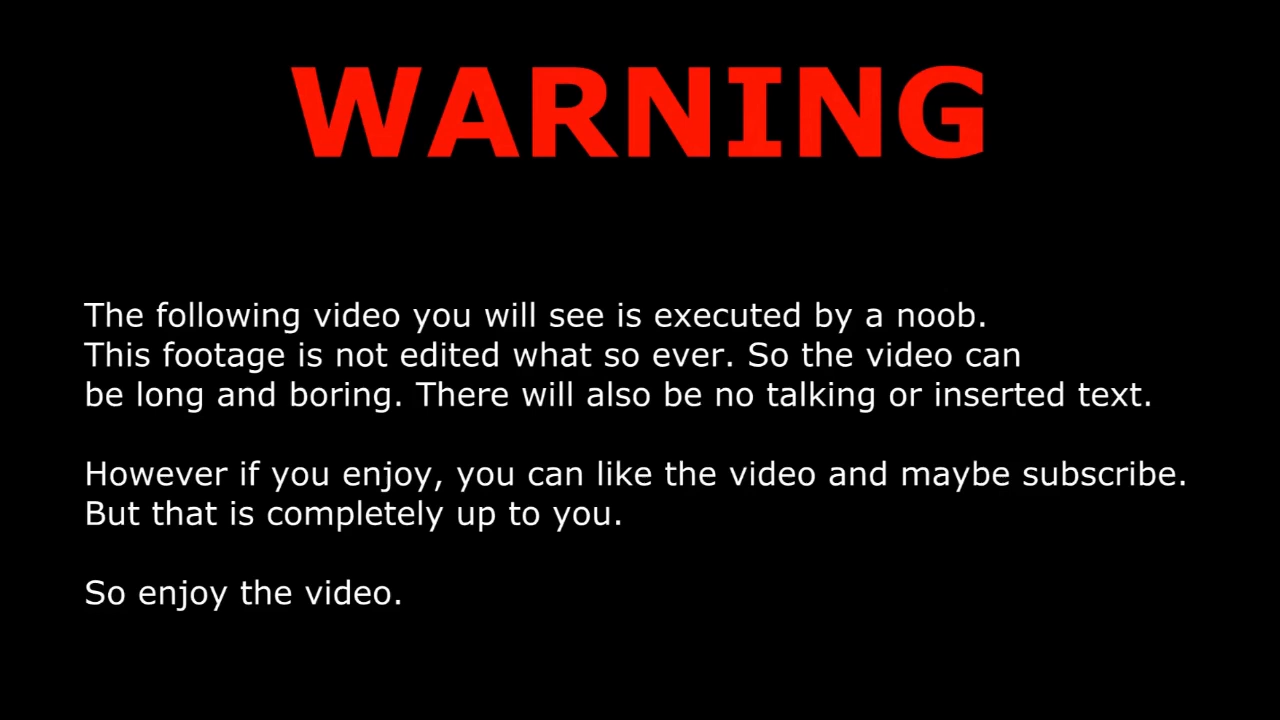 WARNING
The following video you will see is executed by a noob.
This footage is not edited what so ever. So the video can
be long and boring. There will also be no talking or inserted text.
However if you enjoy, you can like the video and maybe subscribe.
But that is completely up to you.
So enjoy the video.